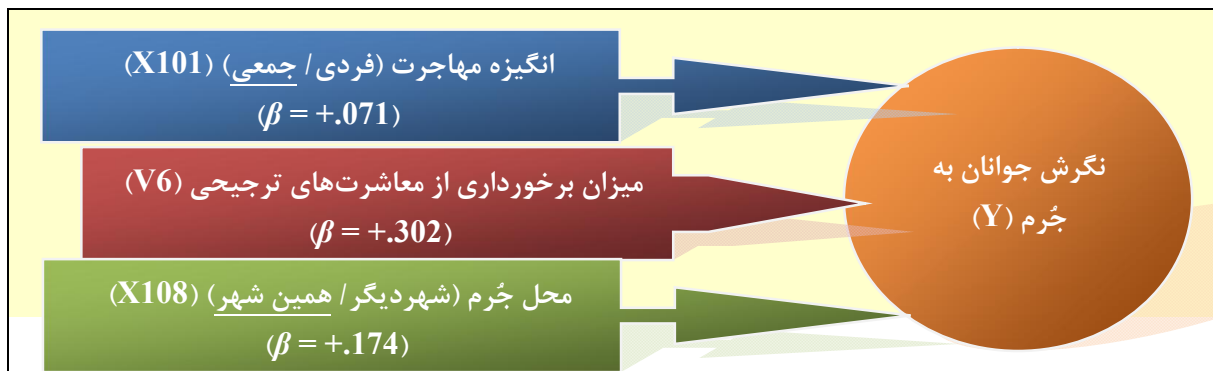 انگیزه مهاجرت (فردی/ جمعی) (X101)
(β = +.071)
میزان برخورداری از معاشرت‌های ترجیحی (V6)
(β = +.302)
محل جُرم (شهردیگر/ همین شهر) (X108)
(β = +.174)
نگرش جوانان به
جُرم (Y)